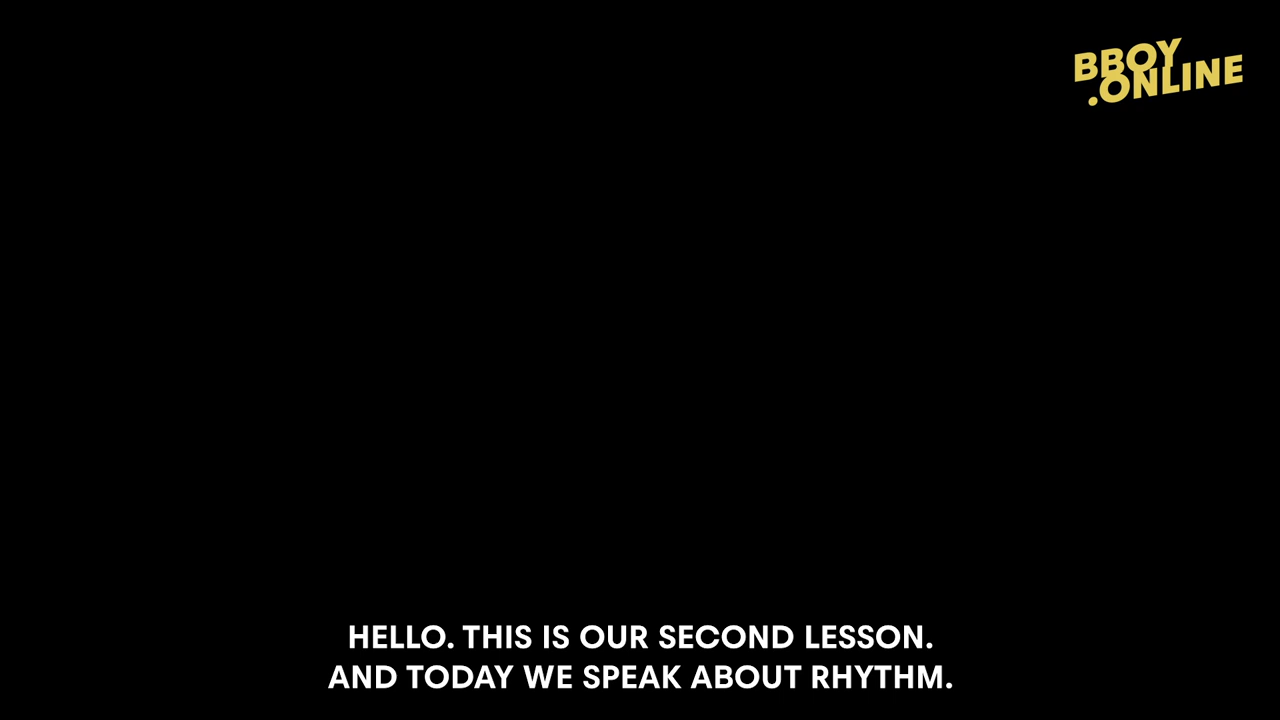 BBOY
.ONLINE
HELLO. THIS IS OUR SECOND LESSON.
AND TODAY WE SPEAK ABOUT RHYTHM.